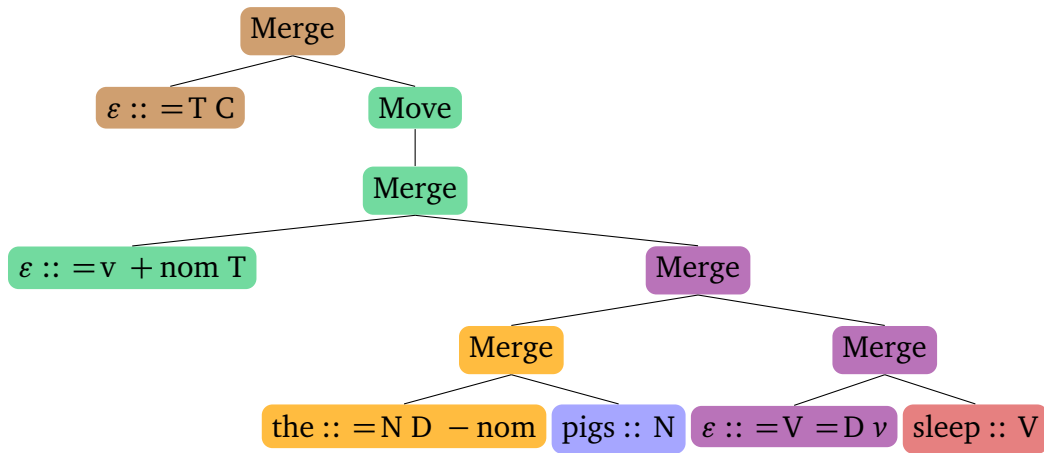 Merge
ε :: =T C
Move
Merge
ε :: =v +nom T
Merge
Merge
Merge
the :: =N D −nom
pigs :: N
ε :: =V =D v
sleep :: V